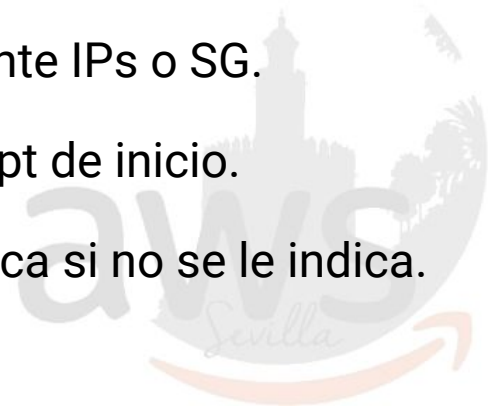 nte IPs o SG.
pt de inicio.
ca si no se le indica.
aws
Sevilla